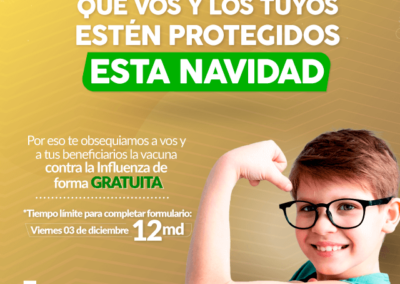 QUE VOS Y LOS TUYOS
ESTÉN PROTEGIDOS
ESTA NAVIDAD
Por eso te obsequiamos a vos y
a tus beneficiarios la vacuna
contra la Influenza de
forma GRATUITA
*Tiempo límite para completar formulario:
Viernes 03 de diciembre 12md